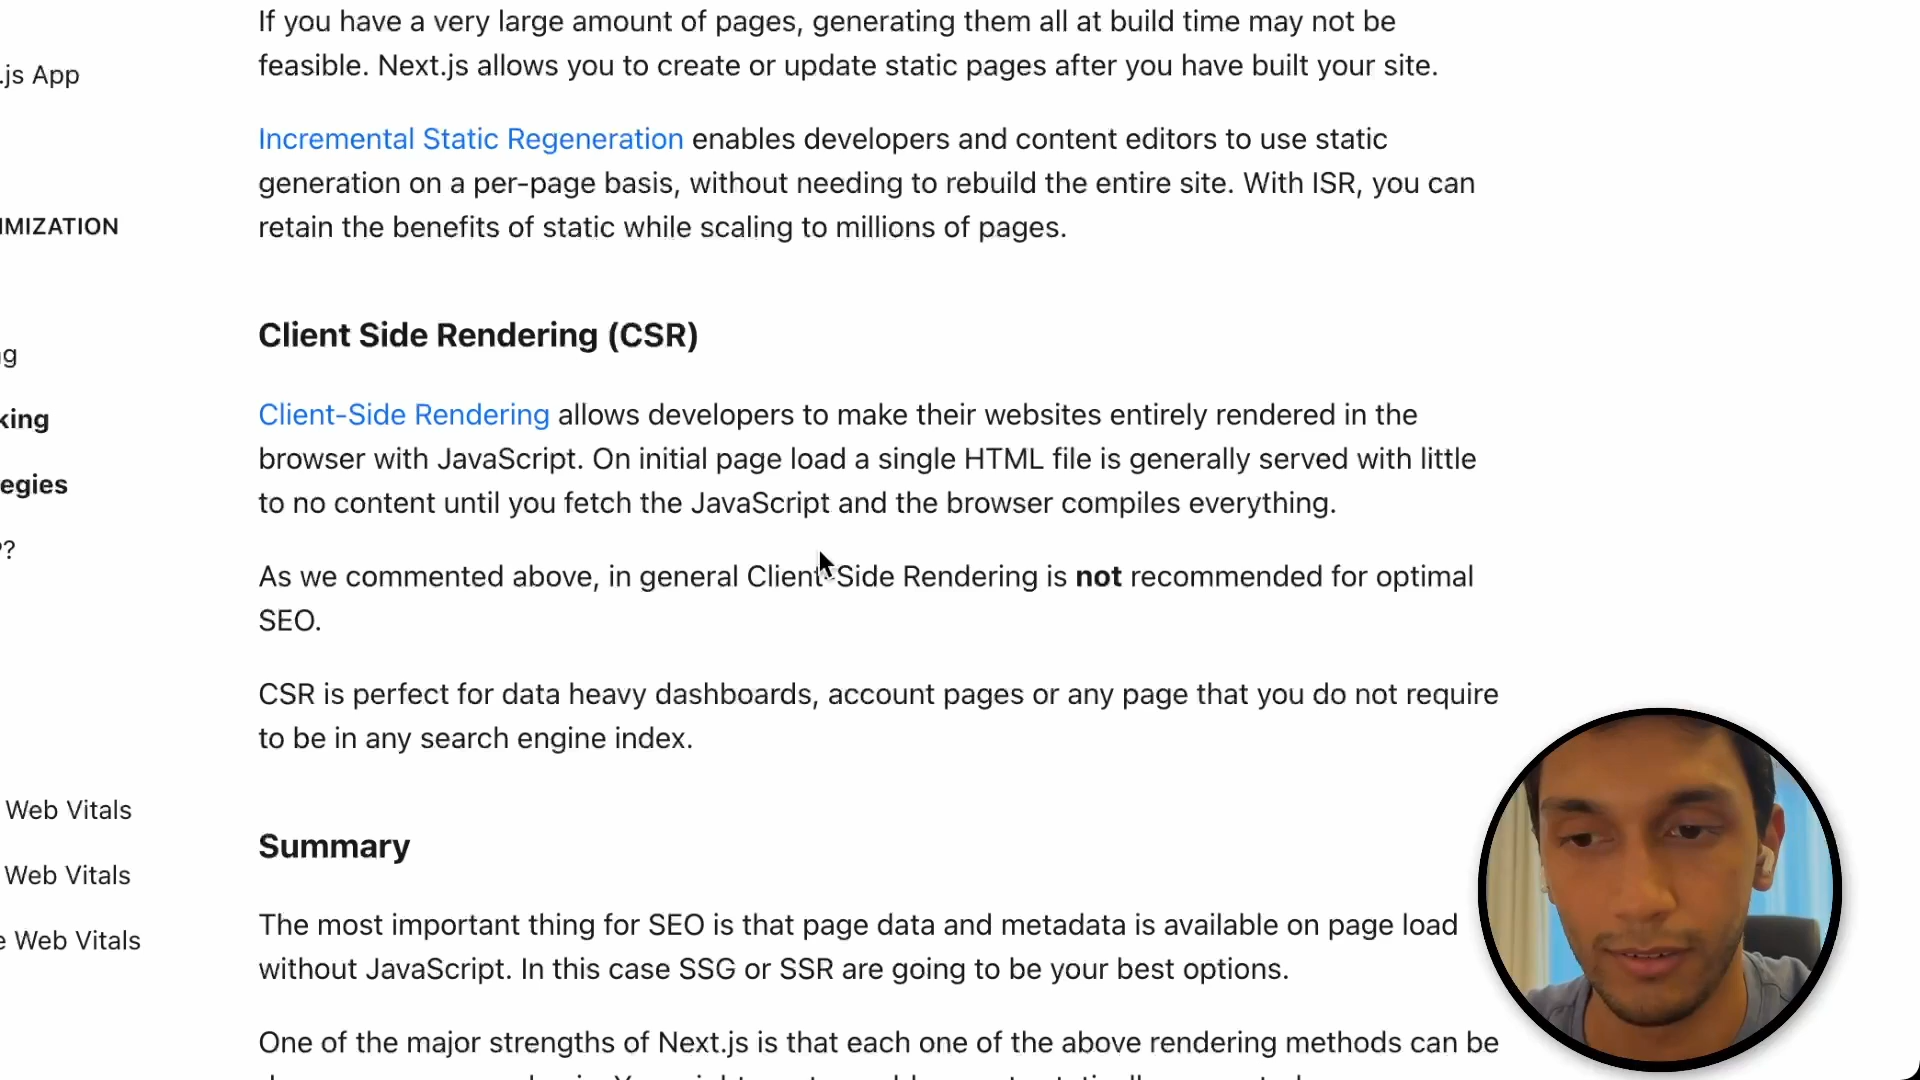 If you have a very large amount of pages, generating them all at build time may not be
feasible. Next.js allows you to create or update static pages after you have built your site.
.js App
Incremental Static Regeneration enables developers and content editors to use static
generation on a per-page basis, without needing to rebuild the entire site. With ISR, you can
retain the benefits of static while scaling to millions of pages.
IMIZATION
Client Side Rendering (CSR)
g
Client-Side Rendering allows developers to make their websites entirely rendered in the
browser with JavaScript. On initial page load a single HTML file is generally served with little
to no content until you fetch the JavaScript and the browser compiles everything.
king
egies
As we commented above, in general Client-Side Rendering is not recommended for optimal
SEO.
?
CSR is perfect for data heavy dashboards, account pages or any page that you do not require
to be in any search engine index.
Web Vitals
Summary
Web Vitals
The most important thing for SEO is that page data and metadata is available on page load
without JavaScript. In this case SSG or SSR are going to be your best options.
e Web Vitals
One of the major strengths of Next.js is that each one of the above rendering methods can be